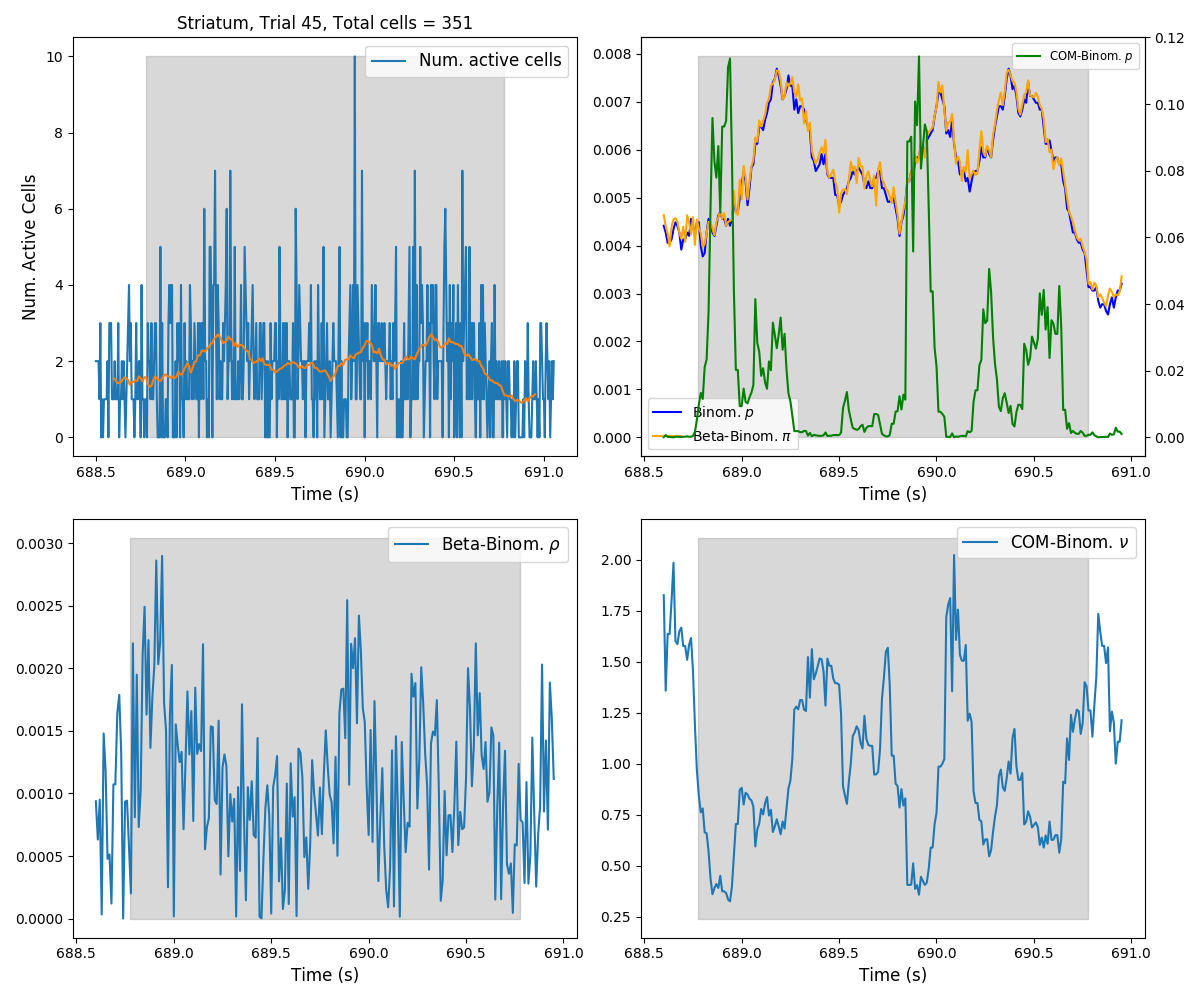 Striatum, Trial 45, Total cells = 351
Num. active cells
10
8
6
4
2
0
Num. Active Cells
688.5 689.0 689.5 690.0 690.5 691.0
Time (s)
COM-Binom. p
0.008
0.007
0.006
0.005
0.004
0.003
0.002
0.001
0.000
0.12
0.10
0.08
0.06
0.04
0.02
0.00
Binom. p
Beta-Binom. π
688.5 689.0 689.5 690.0 690.5 691.0
Time (s)
Beta-Binom. ρ
0.0030
0.0025
0.0020
0.0015
0.0010
0.0005
0.0000
688.5 689.0 689.5 690.0 690.5 691.0
Time (s)
COM-Binom. ν
2.00
1.75
1.50
1.25
1.00
0.75
0.50
0.25
688.5 689.0 689.5 690.0 690.5 691.0
Time (s)